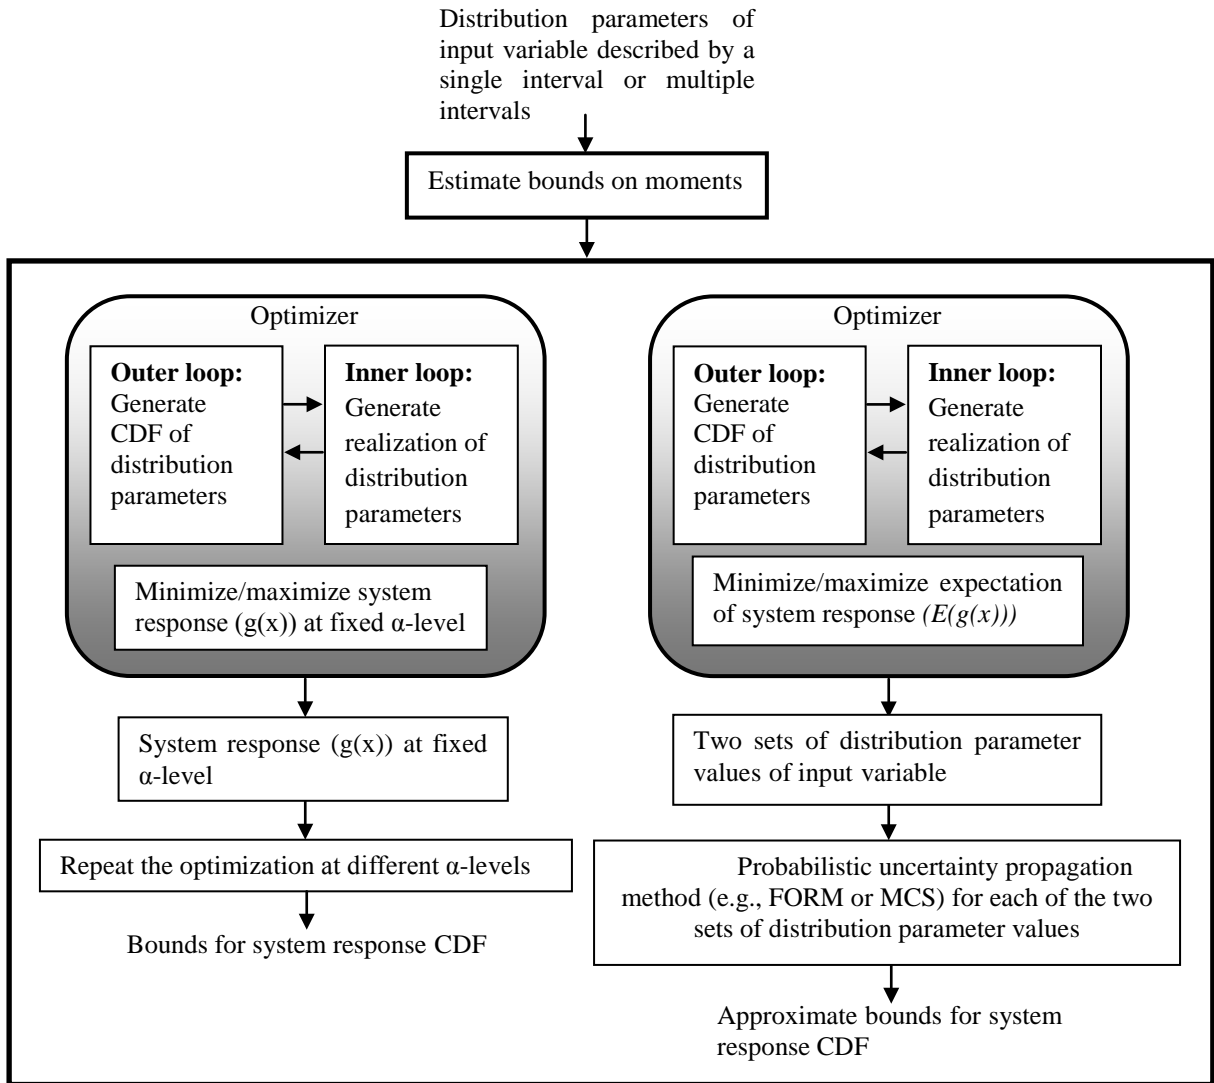 Distribution parameters of
input variable described by a
single interval or multiple
intervals
Estimate bounds on moments
Optimizer
Outer loop:
Generate
CDF of
distribution
parameters
Inner loop:
Generate
realization of
distribution
parameters
Minimize/maximize system
response (g(x)) at fixed α-level
System response (g(x)) at fixed
α-level
Repeat the optimization at different α-levels
Bounds for system response CDF
Optimizer
Outer loop:
Generate
CDF of
distribution
parameters
Inner loop:
Generate
realization of
distribution
parameters
Minimize/maximize expectation
of system response (E(g(x)))
Two sets of distribution parameter
values of input variable
Probabilistic uncertainty propagation
method (e.g., FORM or MCS) for each of the two
sets of distribution parameter values
Approximate bounds for system
response CDF